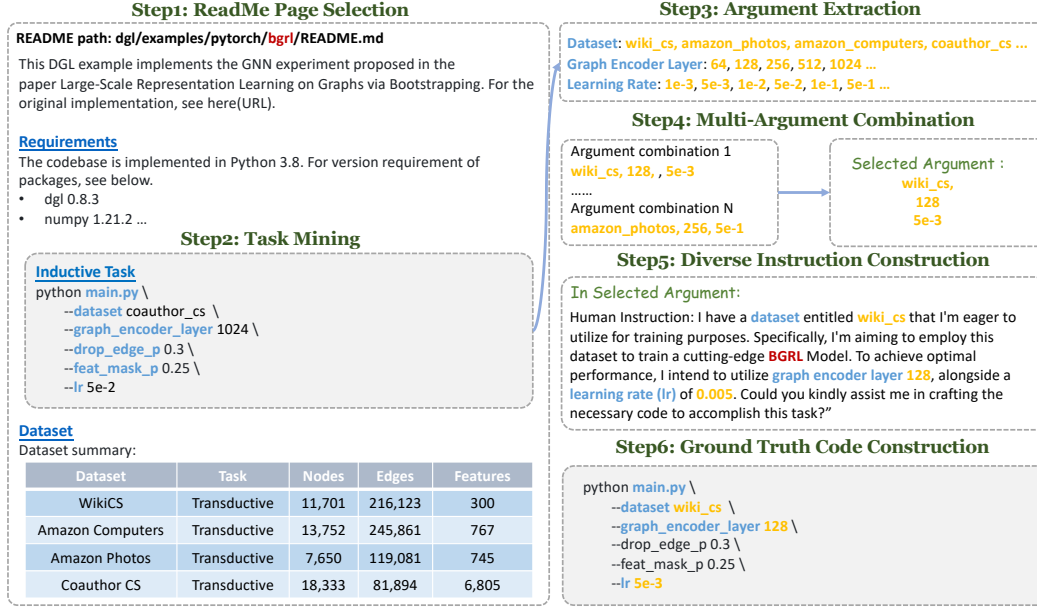 Step1: ReadMe Page Selection
README path: dgl/examples/pytorch/bgrl/README.md
This DGL example implements the GNN experiment proposed in the
paper Large-Scale Representation Learning on Graphs via Bootstrapping. For the
original implementation, see here(URL).
Requirements
The codebase is implemented in Python 3.8. For version requirement of
packages, see below.
• dgl 0.8.3
• numpy 1.21.2 ...
Step2: Task Mining
Inductive Task
python main.py \
--dataset coauthor_cs \
--graph_encoder_layer 1024 \
--drop_edge_p 0.3 \
--feat_mask_p 0.25 \
--lr 5e-2
Dataset
Dataset summary:
Dataset Task Nodes Edges Features
WikiCS Transductive 11,701 216,123 300
Amazon Computers Transductive 13,752 245,861 767
Amazon Photos Transductive 7,650 119,081 745
Coauthor CS Transductive 18,333 81,894 6,805
Step3: Argument Extraction
Dataset: wiki_cs, amazon_photos, amazon_computers, coauthor_cs ...
Graph Encoder Layer: 64, 128, 256, 512, 1024 ...
Learning Rate: 1e-3, 5e-3, 1e-2, 5e-2, 1e-1, 5e-1 ...
Step4: Multi-Argument Combination
Argument combination 1
wiki_cs, 128, , 5e-3
......
Argument combination N
amazon_photos, 256, 5e-1
Selected Argument :
wiki_cs,
128
5e-3
Step5: Diverse Instruction Construction
In Selected Argument:
Human Instruction: I have a dataset entitled wiki_cs that I'm eager to
utilize for training purposes. Specifically, I'm aiming to employ this
dataset to train a cutting-edge BGRL Model. To achieve optimal
performance, I intend to utilize graph encoder layer 128, alongside a
learning rate (lr) of 0.005. Could you kindly assist me in crafting the
necessary code to accomplish this task?”
Step6: Ground Truth Code Construction
python main.py \
--dataset wiki_cs \
--graph_encoder_layer 128 \
--drop_edge_p 0.3 \
--feat_mask_p 0.25 \
--lr 5e-3